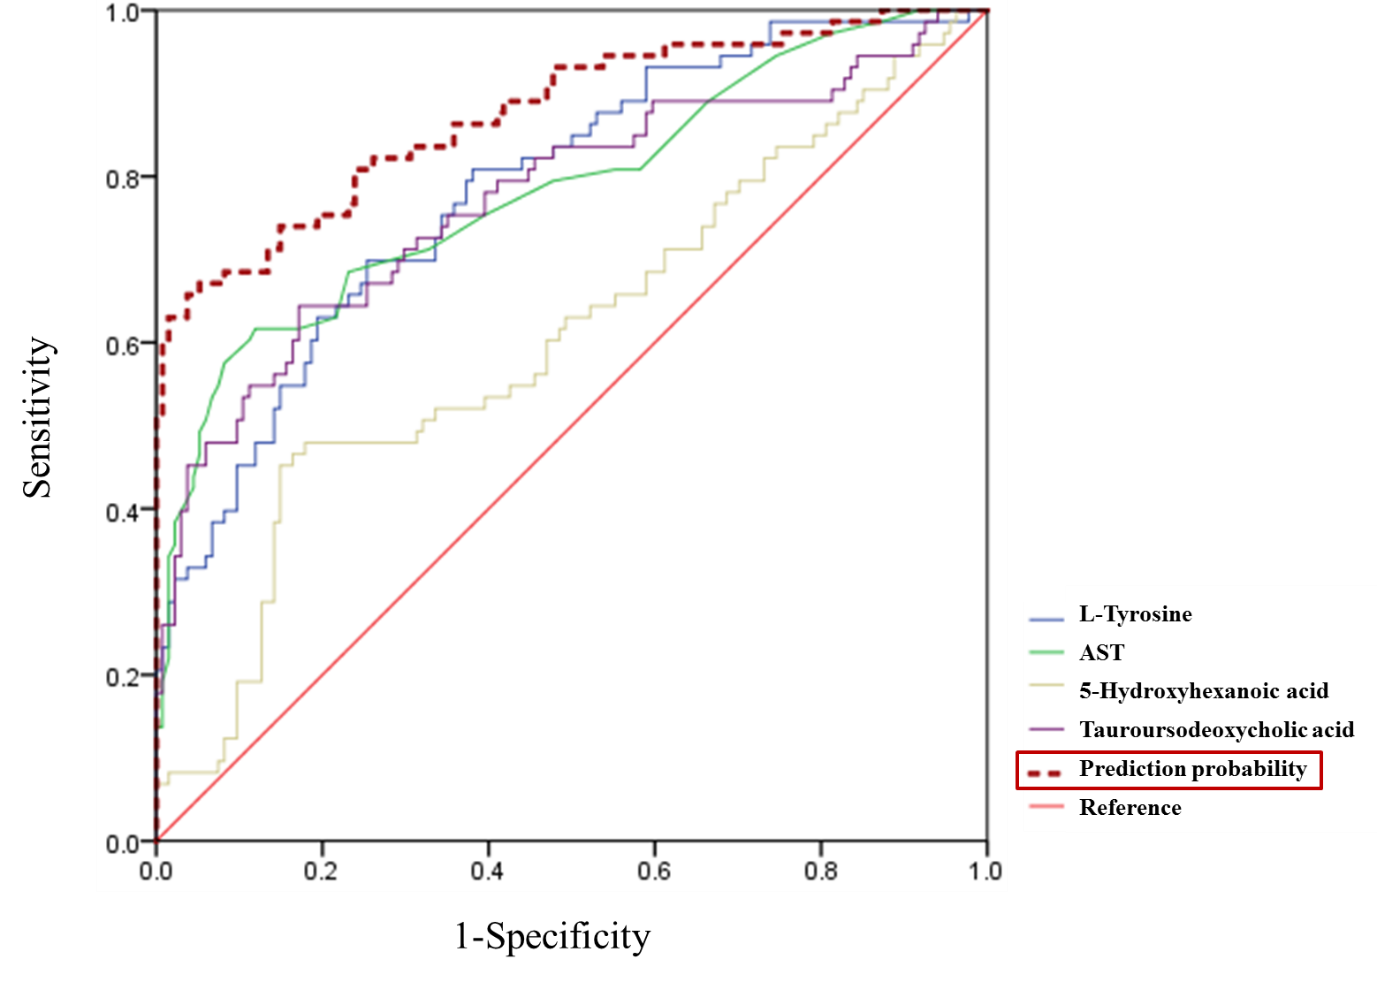 1.0
0.8
0.6
0.4
0.2
0.0
Sensitivity
0.0 0.2 0.4 0.6 0.8 1.0
1-Specificity
L-Tyrosine
AST
5-Hydroxyhexanoic acid
Tauroursodeoxycholic acid
Prediction probability
Reference